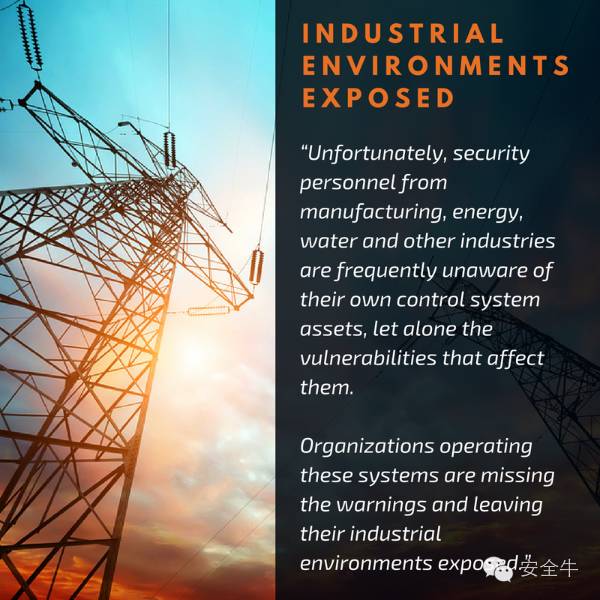 INDUSTRIAL
ENVIRONMENTS
EXPOSED
“Unfortunately, security
personnel from
manufacturing, energy,
water and other industries
are frequently unaware of
their own control system
assets, let alone the
vulnerabilities that affect
them.
Organizations operating
these systems are missing
the warnings and leaving
their industrial
environments exposed.”
安全牛